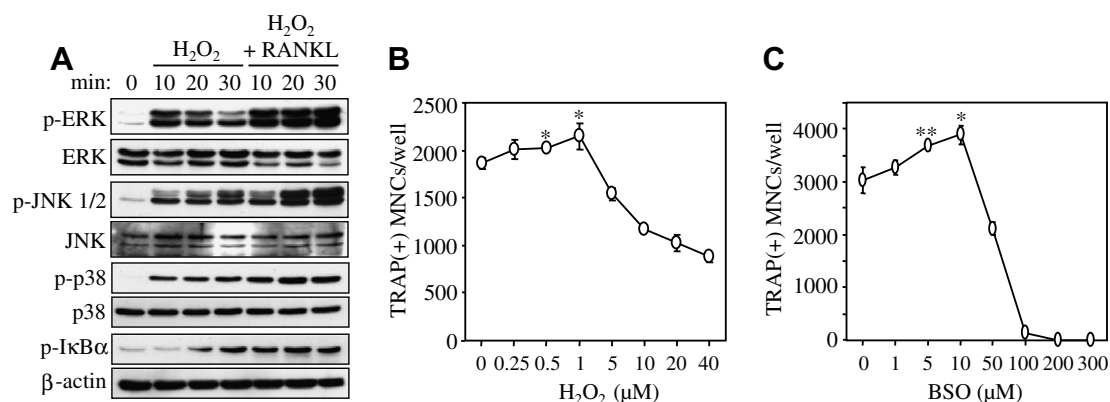 A
H₂O₂
H₂O₂
+ RANKL
min: 0 10 20 30 10 20 30
p-ERK
ERK
p-JNK 1/2
JNK
p-p38
p38
p-IκBα
β-actin
B
TRAP(+) MNCs/well
2500
2000
1500
1000
500
0
*
*
0 0.25 0.5 1 5 10 20 40
H₂O₂ (μM)
C
TRAP(+) MNCs/well
4000
3000
2000
1000
0
**
*
0 1 5 10 50 100 200 300
BSO (μM)